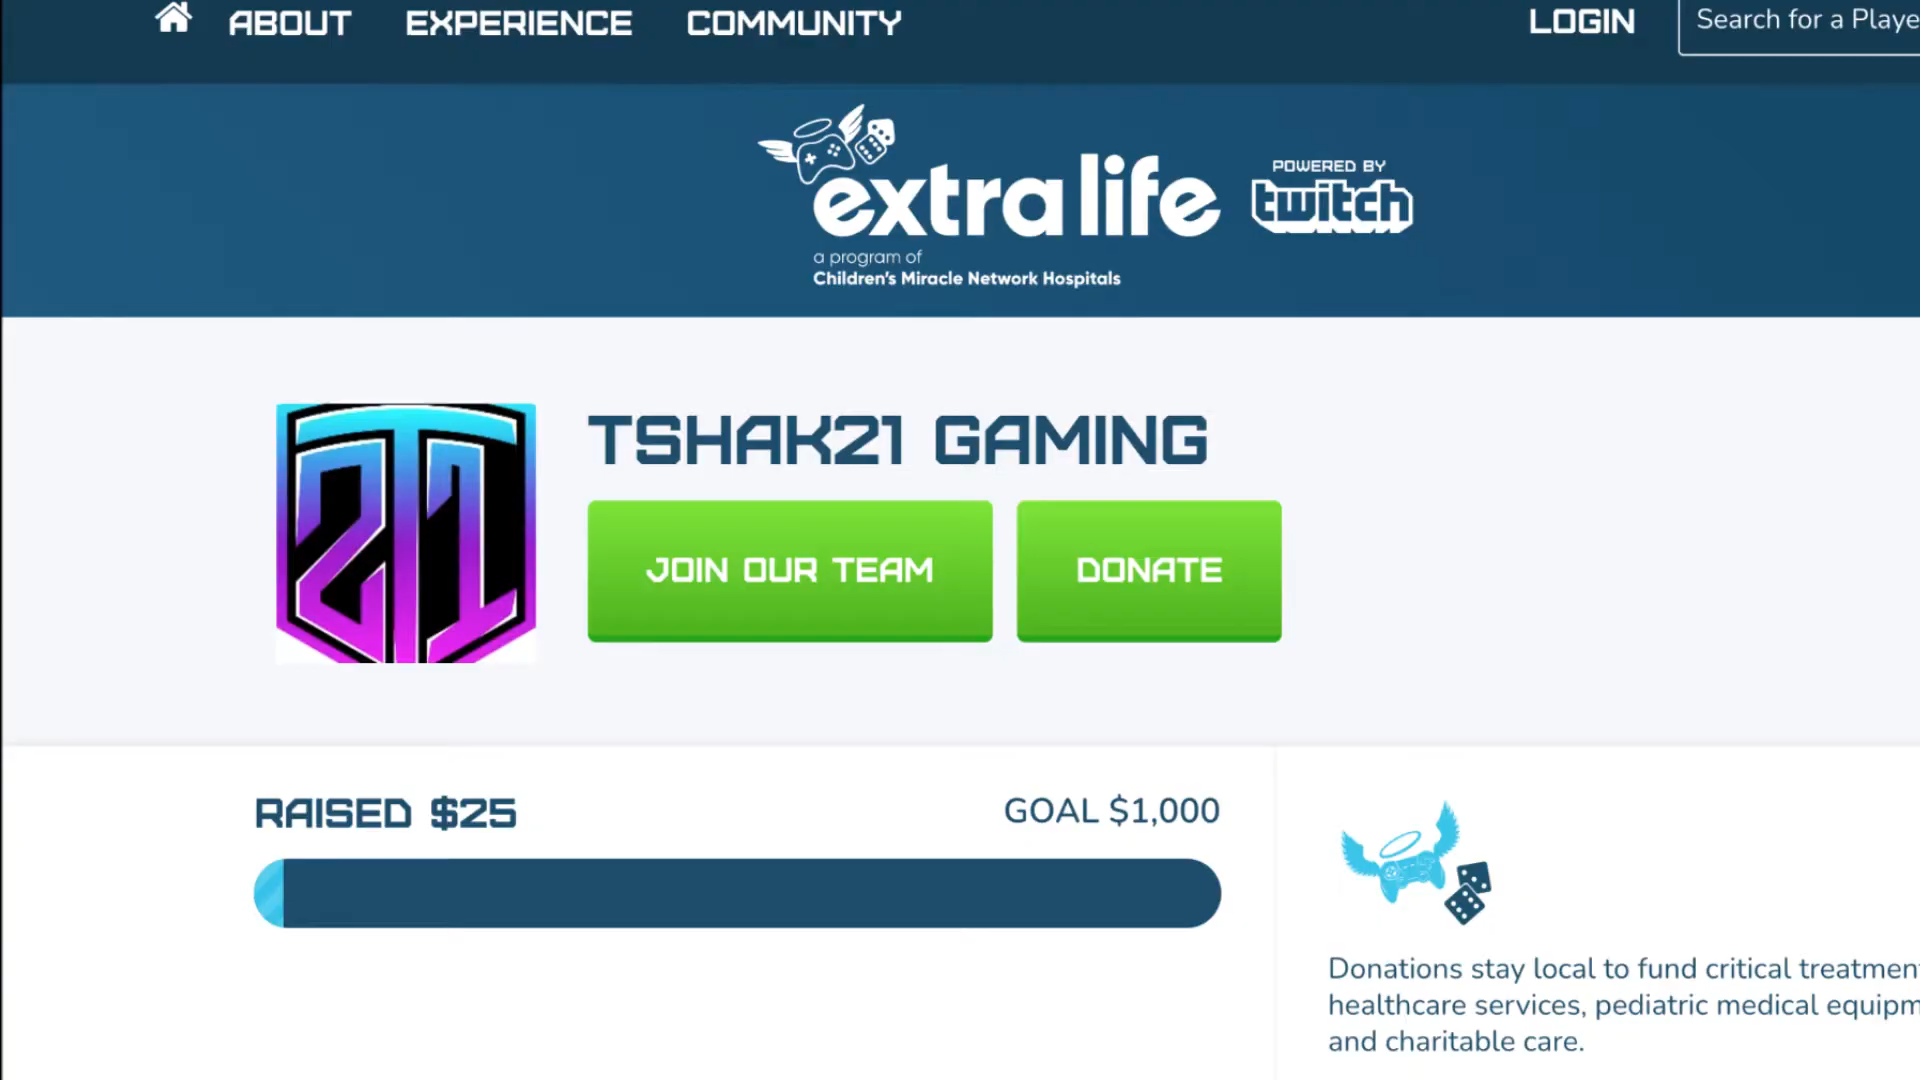 ABOUT EXPERIENCE COMMUNITY LOGIN Search for a Playe
extra life
POWERED BY
twitch
a program of
Children's Miracle Network Hospitals
T21
TSHAK21 GAMING
JOIN OUR TEAM DONATE
RAISED $25 GOAL $1,000
Donations stay local to fund critical treatmen
healthcare services, pediatric medical equipm
and charitable care.